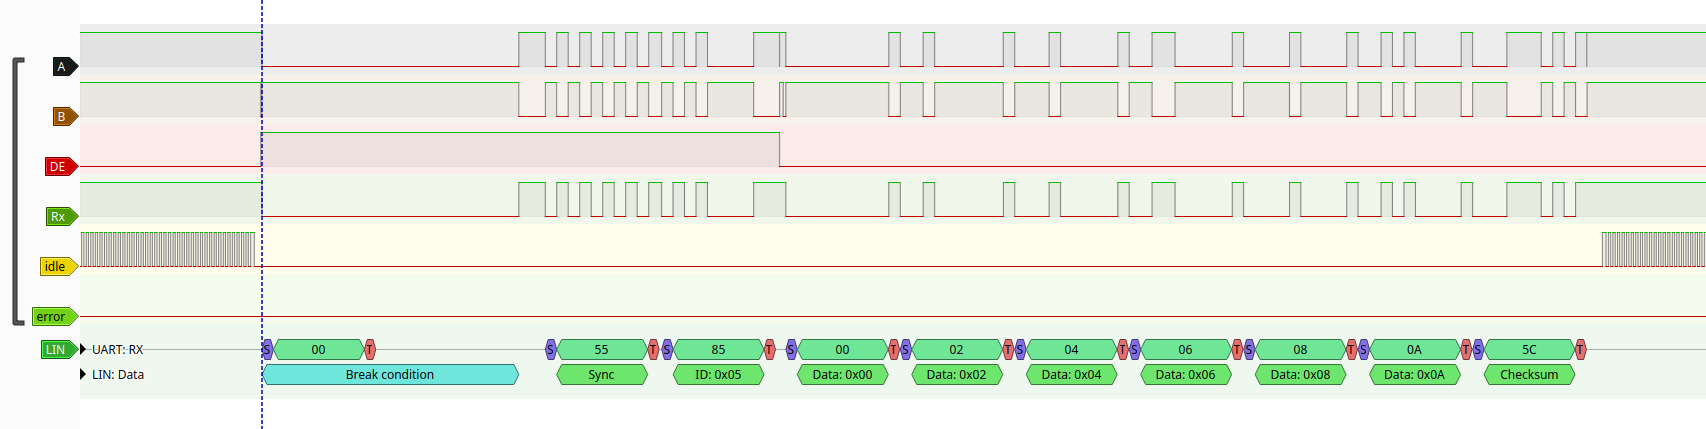 A
B
DE
Rx
idle
error
LIN UART: RX S 00 T S 55 T S 85 T S 00 T S 02 T S 04 T S 06 T S 08 T S 0A T S 5C T
LIN: Data Break condition Sync ID: 0x05 Data: 0x00 Data: 0x02 Data: 0x04 Data: 0x06 Data: 0x08 Data: 0x0A Checksum